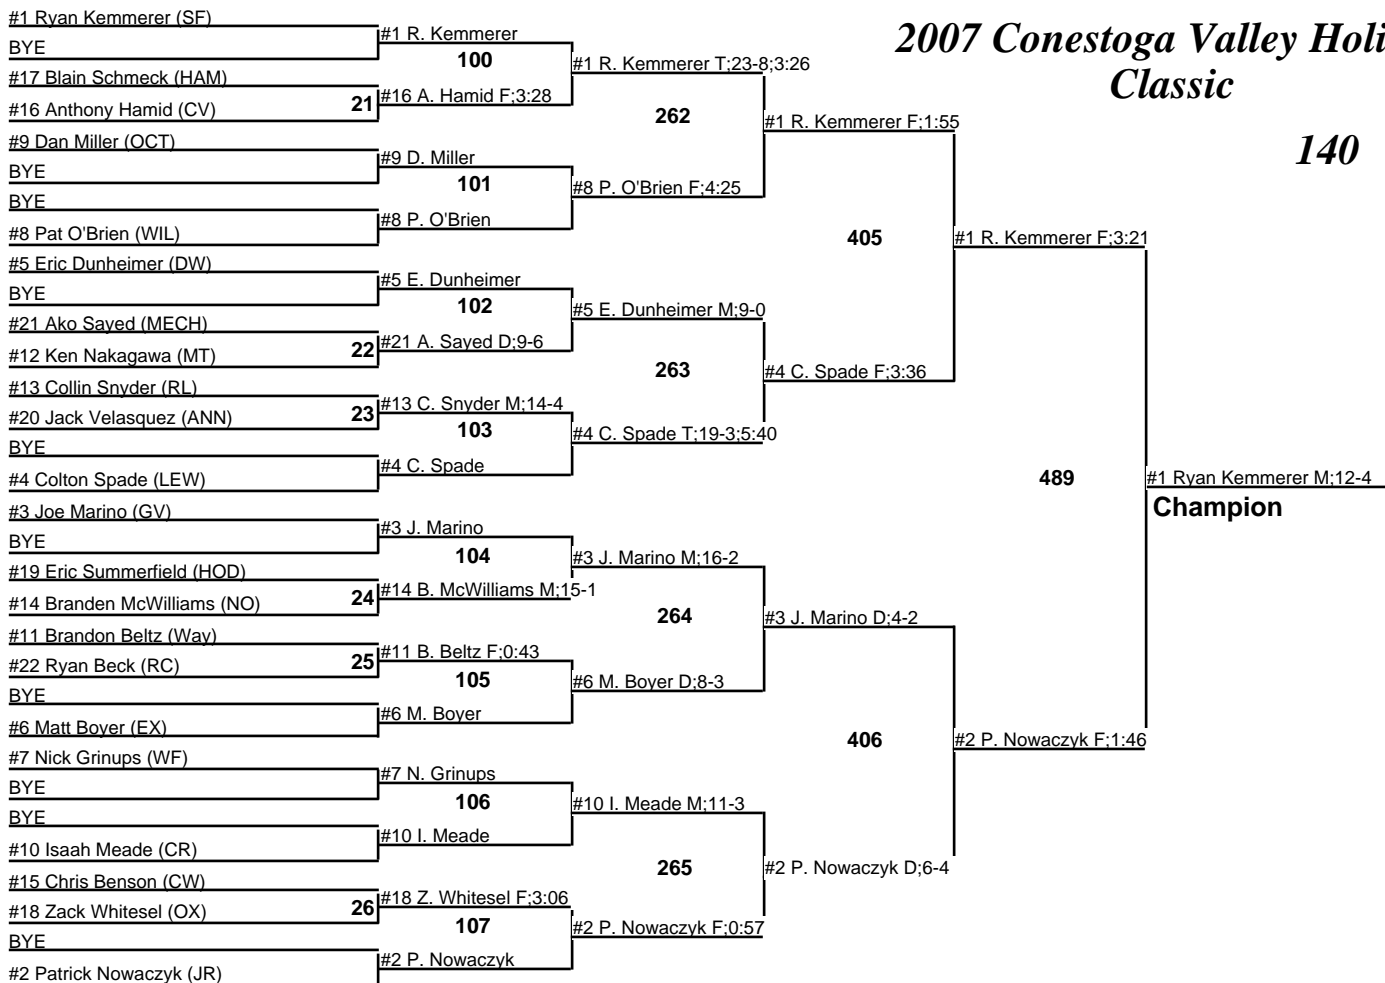 2007 Conestoga Valley Holi
Classic
140
#1 Ryan Kemmerer (SF)
BYE
#17 Blain Schmeck (HAM)
#16 Anthony Hamid (CV)
#9 Dan Miller (OCT)
BYE
BYE
#8 Pat O'Brien (WIL)
#5 Eric Dunheimer (DW)
BYE
#21 Ako Sayed (MECH)
#12 Ken Nakagawa (MT)
#13 Collin Snyder (RL)
#20 Jack Velasquez (ANN)
BYE
#4 Colton Spade (LEW)
#3 Joe Marino (GV)
BYE
#19 Eric Summerfield (HOD)
#14 Branden McWilliams (NO)
#11 Brandon Beltz (Way)
#22 Ryan Beck (RC)
BYE
#6 Matt Boyer (EX)
#7 Nick Grinups (WF)
BYE
BYE
#10 Isaah Meade (CR)
#15 Chris Benson (CW)
#18 Zack Whitesel (OX)
BYE
#2 Patrick Nowaczyk (JR)
21
22
23
24
25
26
#1 R. Kemmerer
100
#16 A. Hamid F;3:28
#9 D. Miller
101
#8 P. O'Brien
#5 E. Dunheimer
102
#21 A. Sayed D;9-6
#13 C. Snyder M;14-4
103
#4 C. Spade
#3 J. Marino
104
#14 B. McWilliams M;15-1
#11 B. Beltz F;0:43
105
#6 M. Boyer
#7 N. Grinups
106
#10 I. Meade
#18 Z. Whitesel F;3:06
107
#2 P. Nowaczyk
#1 R. Kemmerer T;23-8;3:26
262
#8 P. O'Brien F;4:25
#5 E. Dunheimer M;9-0
263
#4 C. Spade T;19-3;5:40
#3 J. Marino M;16-2
264
#6 M. Boyer D;8-3
#10 I. Meade M;11-3
265
#2 P. Nowaczyk F;0:57
#1 R. Kemmerer F;1:55
405
#4 C. Spade F;3:36
#3 J. Marino D;4-2
406
#2 P. Nowaczyk D;6-4
#1 R. Kemmerer F;3:21
489
#2 P. Nowaczyk F;1:46
#1 Ryan Kemmerer M;12-4
Champion